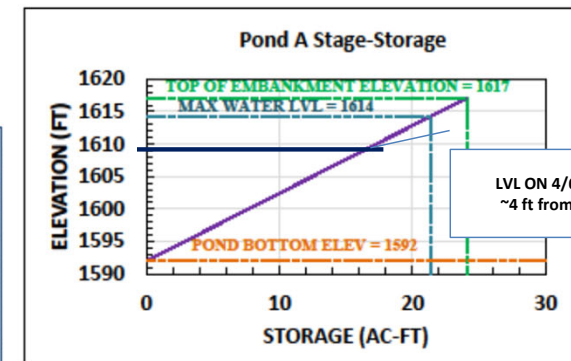 Pond A Stage-Storage
ELEVATION (FT)
1620
1615
1610
1605
1600
1595
1590
TOP OF EMBANKMENT ELEVATION = 1617
MAX WATER LVL = 1614
LVL ON 4/
~4 ft from
POND BOTTOM ELEV = 1592
0
10
20
30
STORAGE (AC-FT)